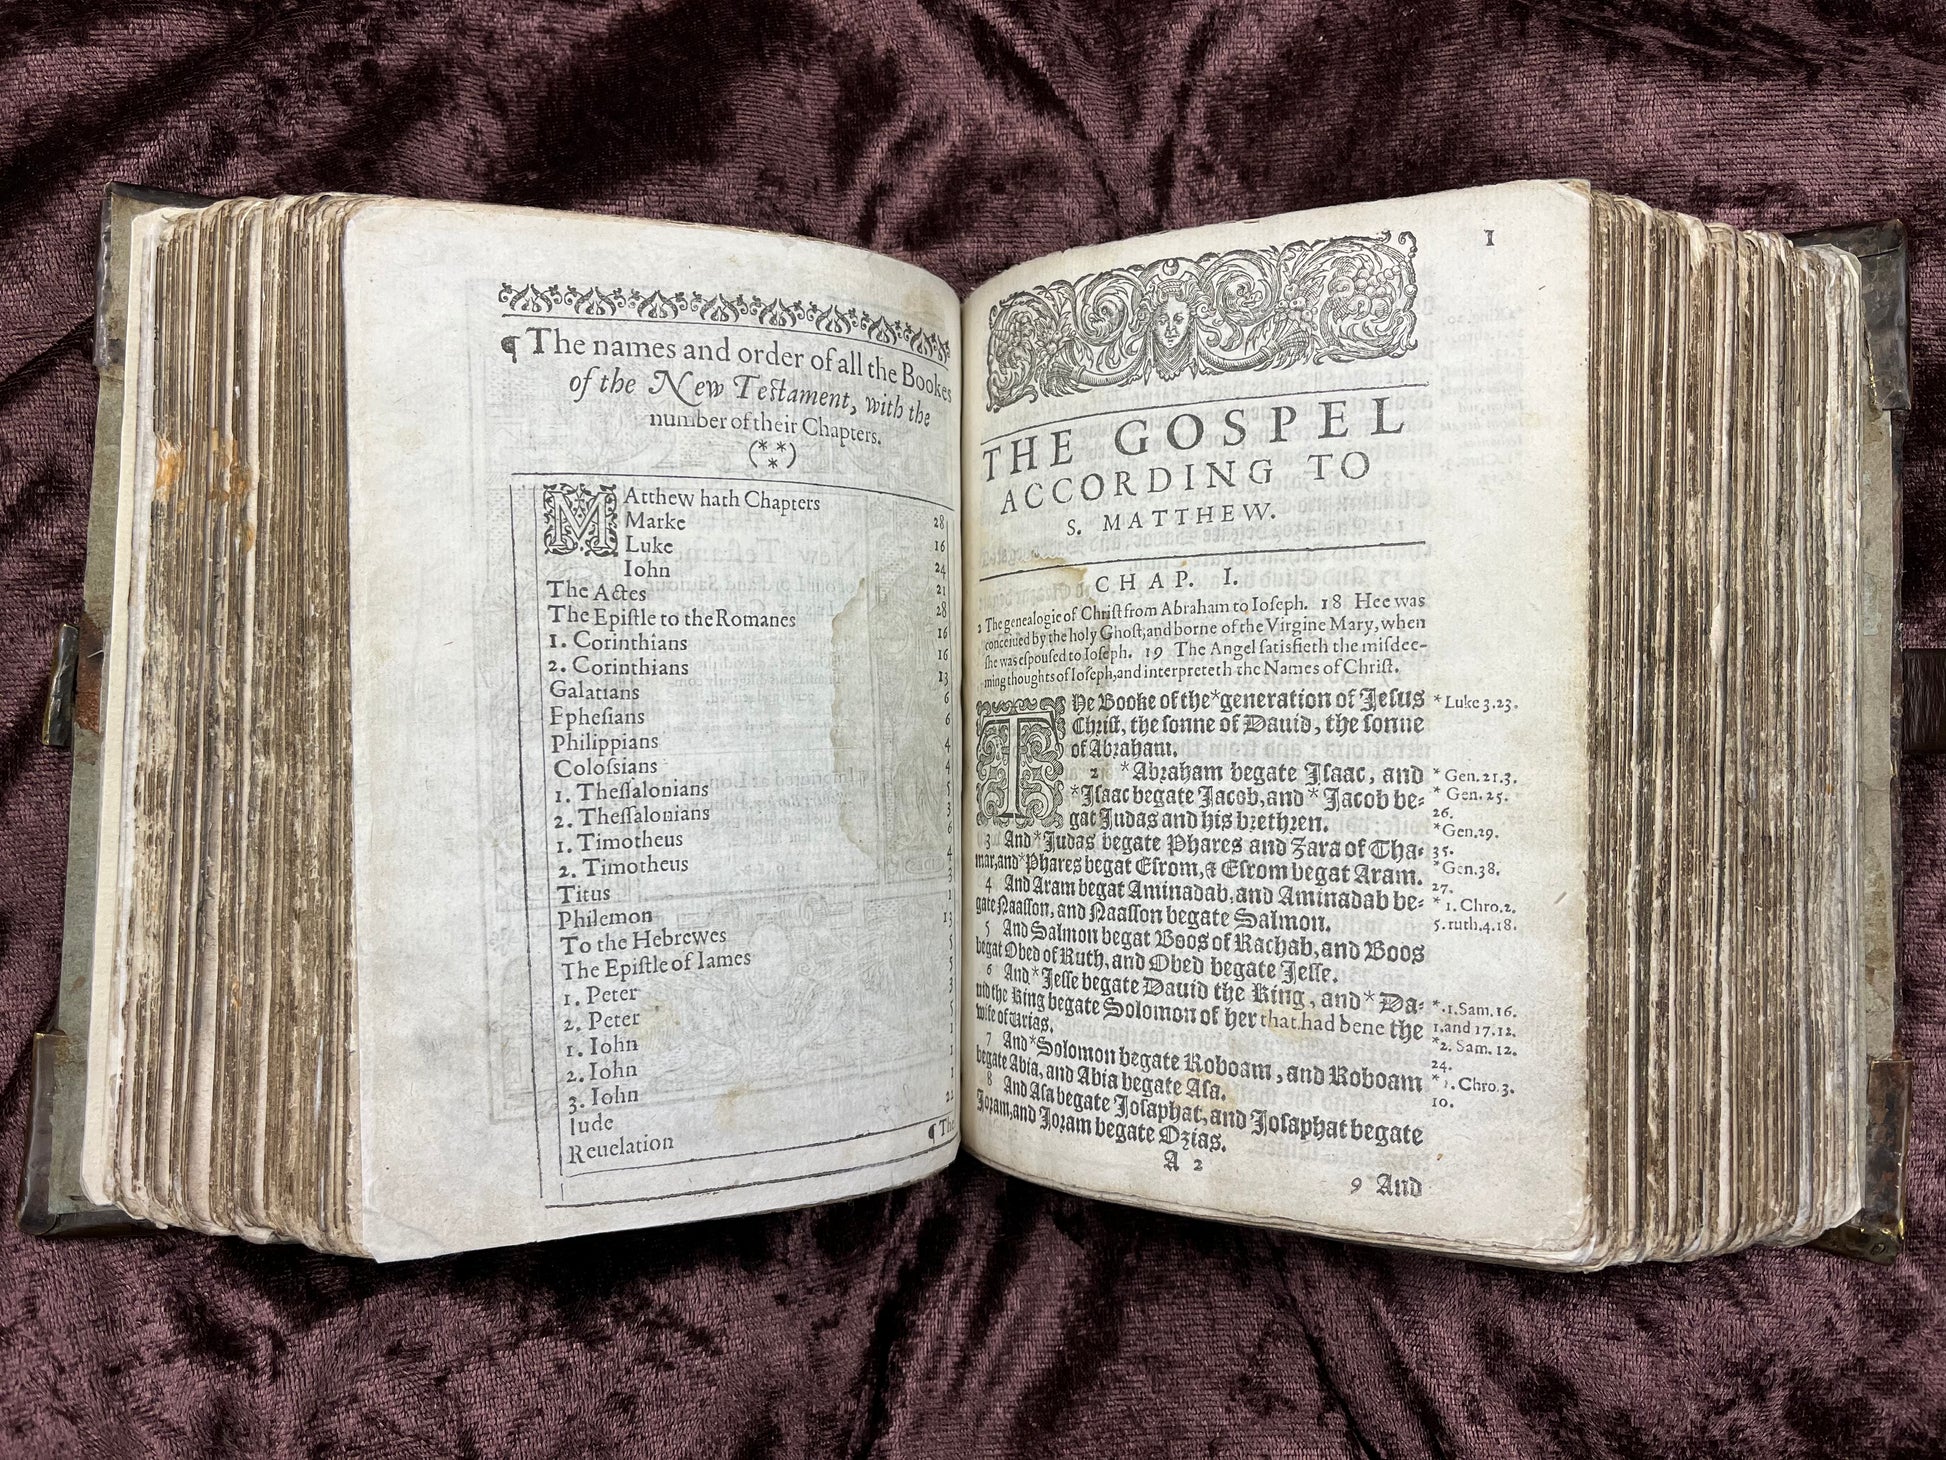 ¶ The names and order of all the Bookes
of the New Testament, with the
number of their Chapters.
(***)
MAtthew hath Chapters 28
Marke 16
Luke 24
Iohn 21
The Actes 28
The Epistle to the Romanes 16
1. Corinthians 16
2. Corinthians 13
Galatians 6
Ephesians 6
Philippians 4
Colossians 4
1. Thessalonians 5
2. Thessalonians 3
1. Timotheus 6
2. Timotheus 4
Titus 3
Philemon 1
To the Hebrewes 13
The Epistle of Iames 5
1. Peter 5
2. Peter 3
1. Iohn 5
2. Iohn 1
3. Iohn 1
Iude 1
Reuelation 22
¶ The
1
THE GOSPEL
ACCORDING TO
S. MATTHEW.
CHAP. I.
1 The genealogie of Christ from Abraham to Ioseph. 18 Hee was
conceiued by the holy Ghost, and borne of the Virgine Mary, when
she was espoused to Ioseph. 19 The Angel satisfieth the misdee-
ming thoughts of Ioseph, and interpreteth the Names of Christ.
THe Booke of the *generation of Jesus * Luke 3.23.
Christ, the sonne of Dauid, the sonne
of Abraham.
2 *Abraham begate Isaac, and * Gen. 21.3.
*Isaac begate Jacob, and * Jacob be- * Gen. 25.
gat Judas and his brethren. 26.
*Gen.29.
3 And *Judas begate Phares and Zara of Tha- 35.
mar, and *Phares begat Esrom, & Esrom begat Aram. *Gen.38.
27.
4 And Aram begat Aminadab, and Aminadab be- * 1. Chro. 2.
gate Naasson, and Naasson begate Salmon. 5. ruth. 4. 18.
5 And Salmon begat Boos of Rachab, and Boos
begat Obed of Ruth, and Obed begate Jesse.
6 And *Jesse begate Dauid the King, and * Da- *. 1. Sam. 16.
uid the King begate Solomon of her that had bene the 1. and 17. 12.
wife of Urias. *2. Sam. 12.
24.
7 And *Solomon begate Roboam, and Roboam *1. Chro. 3.
begate Abia, and Abia begate Asa. 10.
8 And Asa begate Josaphat, and Josaphat begate
Joram, and Joram begate Ozias.
A 2
9 And